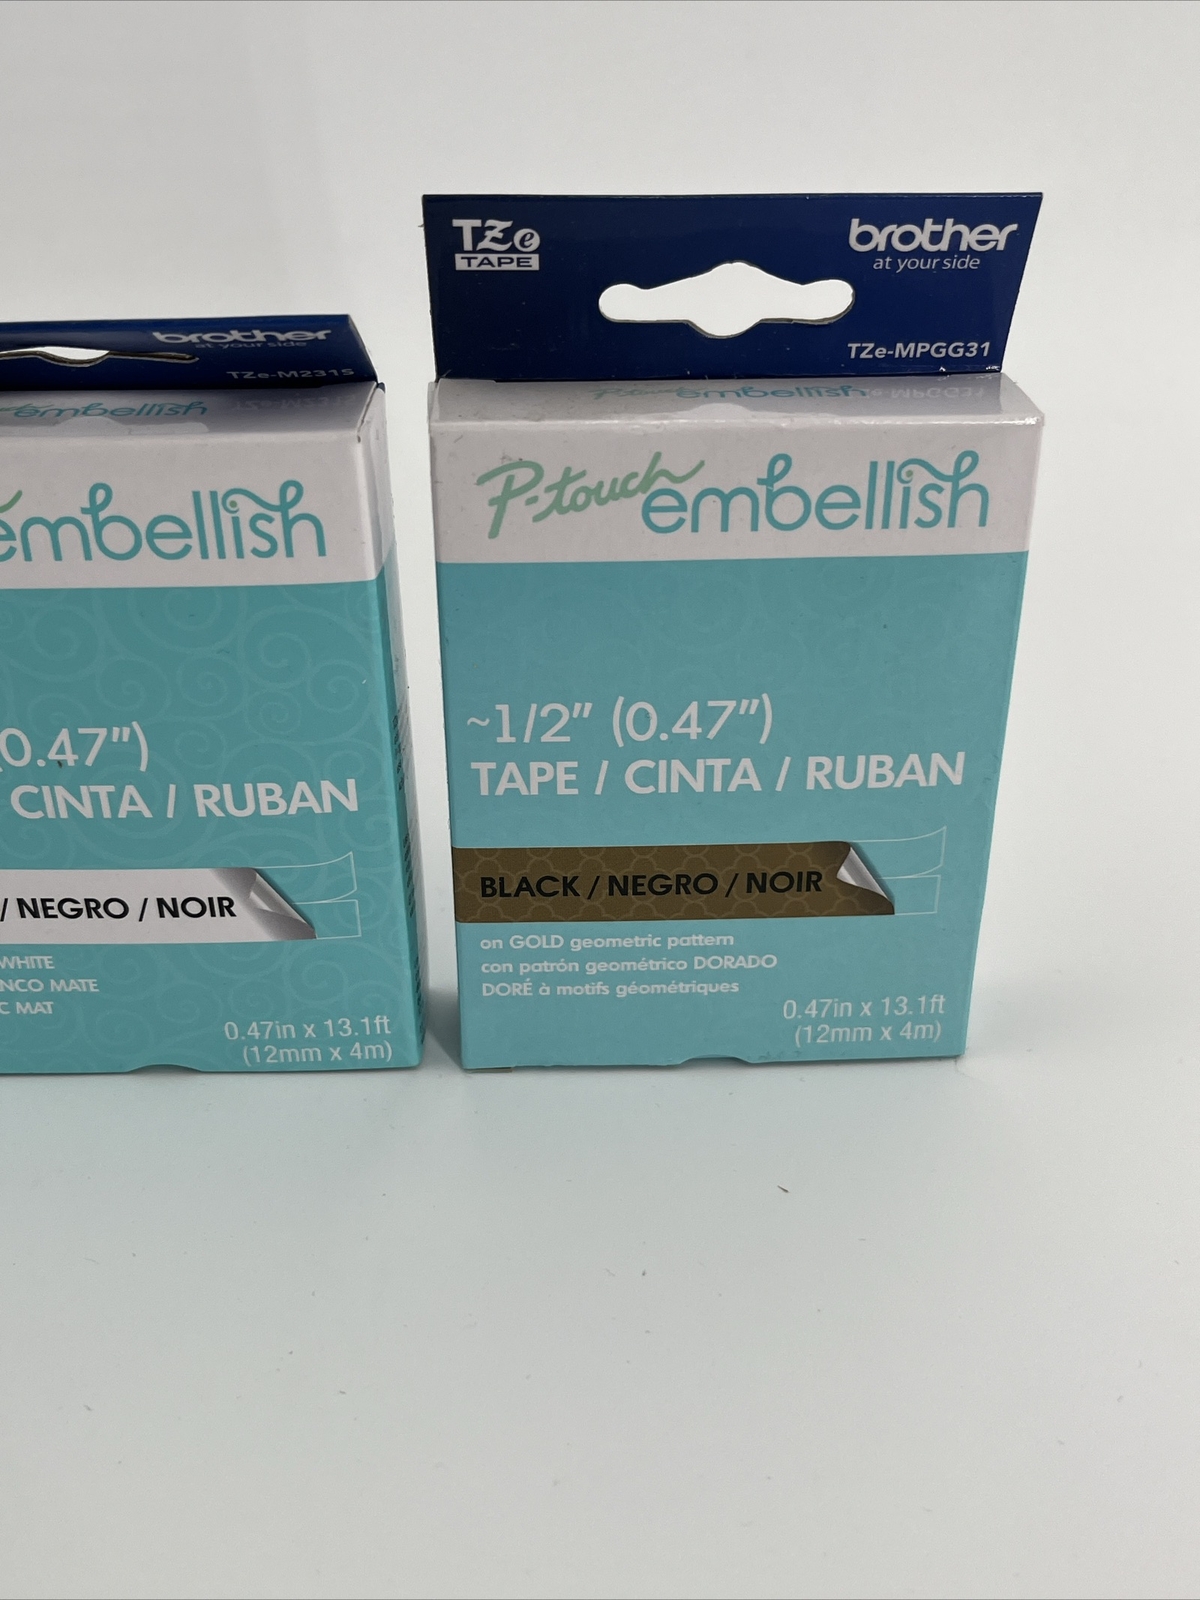 brother
at your side
TZe-M231S
embellish
embellish
(0.47")
CINTA / RUBAN
/ NEGRO / NOIR
WHITE
NCO MATE
C MAT
0.47in x 13.1ft
(12mm x 4m)
TZe
TAPE
brother
at your side
TZe-MPGG31
P-touch embellish
P-touch embellish
~1/2" (0.47")
TAPE / CINTA / RUBAN
BLACK / NEGRO / NOIR
on GOLD geometric pattern
con patrón geométrico DORADO
DORÉ à motifs géométriques
0.47in x 13.1ft
(12mm x 4m)